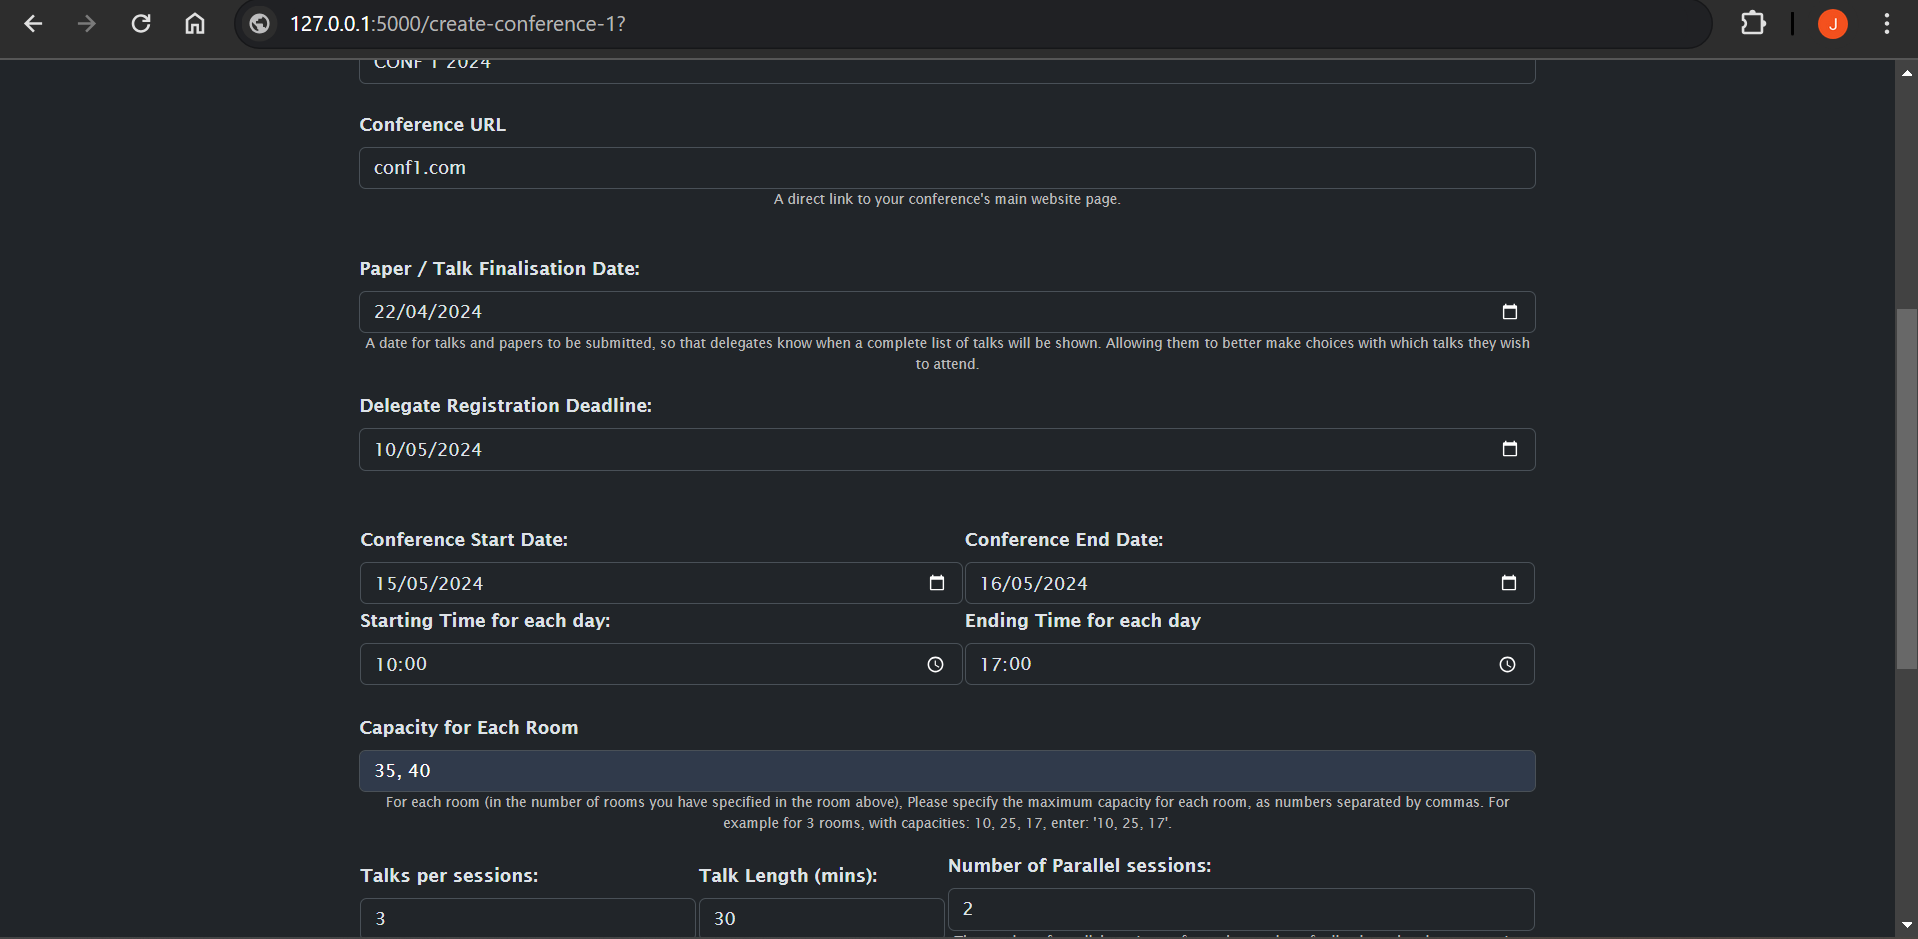 127.0.0.1:5000/create-conference-1?
J
CONF 1 2024
Conference URL
conf1.com
A direct link to your conference's main website page.
Paper / Talk Finalisation Date:
22/04/2024
A date for talks and papers to be submitted, so that delegates know when a complete list of talks will be shown. Allowing them to better make choices with which talks they wish
to attend.
Delegate Registration Deadline:
10/05/2024
Conference Start Date: Conference End Date:
15/05/2024 16/05/2024
Starting Time for each day: Ending Time for each day
10:00 17:00
Capacity for Each Room
35, 40
For each room (in the number of rooms you have specified in the room above), Please specify the maximum capacity for each room, as numbers separated by commas. For
example for 3 rooms, with capacities: 10, 25, 17, enter: '10, 25, 17'.
Talks per sessions: Talk Length (mins): Number of Parallel sessions:
3 30 2